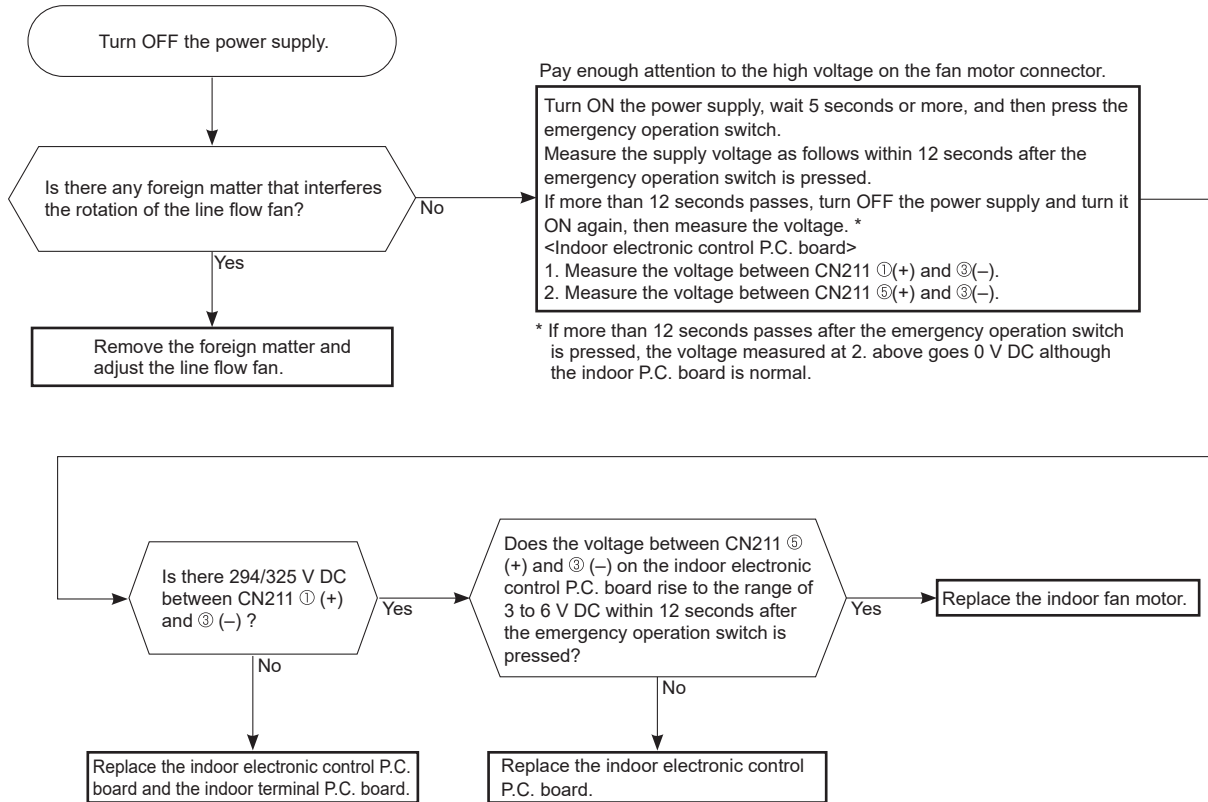 Turn OFF the power supply.
Is there any foreign matter that interferes
the rotation of the line flow fan?
No
Yes
Remove the foreign matter and
adjust the line flow fan.
Pay enough attention to the high voltage on the fan motor connector.
Turn ON the power supply, wait 5 seconds or more, and then press the
emergency operation switch.
Measure the supply voltage as follows within 12 seconds after the
emergency operation switch is pressed.
If more than 12 seconds passes, turn OFF the power supply and turn it
ON again, then measure the voltage. *
<Indoor electronic control P.C. board>
1. Measure the voltage between CN211 ①(+) and ③(–).
2. Measure the voltage between CN211 ⑤(+) and ③(–).
* If more than 12 seconds passes after the emergency operation switch
is pressed, the voltage measured at 2. above goes 0 V DC although
the indoor P.C. board is normal.
Is there 294/325 V DC
between CN211 ① (+)
and ③ (–) ?
Yes
No
Replace the indoor electronic control P.C.
board and the indoor terminal P.C. board.
Does the voltage between CN211 ⑤
(+) and ③ (–) on the indoor electronic
control P.C. board rise to the range of
3 to 6 V DC within 12 seconds after
the emergency operation switch is
pressed?
Yes
No
Replace the indoor electronic control
P.C. board.
Replace the indoor fan motor.